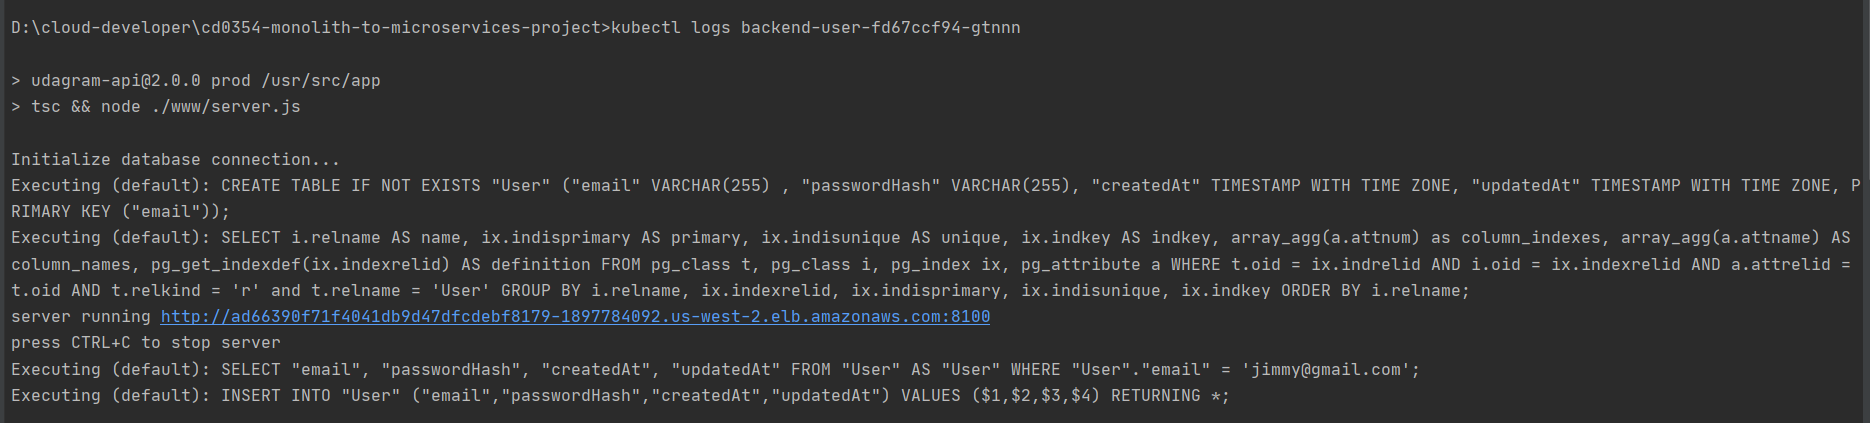 D:\cloud-developer\cd0354-monolith-to-microservices-project>kubectl logs backend-user-fd67ccf94-gtnnn
> udagram-api@2.0.0 prod /usr/src/app
> tsc && node ./www/server.js
Initialize database connection...
Executing (default): CREATE TABLE IF NOT EXISTS "User" ("email" VARCHAR(255) , "passwordHash" VARCHAR(255), "createdAt" TIMESTAMP WITH TIME ZONE, "updatedAt" TIMESTAMP WITH TIME ZONE, P
RIMARY KEY ("email"));
Executing (default): SELECT i.relname AS name, ix.indisprimary AS primary, ix.indisunique AS unique, ix.indkey AS indkey, array_agg(a.attnum) as column_indexes, array_agg(a.attname) AS
column_names, pg_get_indexdef(ix.indexrelid) AS definition FROM pg_class t, pg_class i, pg_index ix, pg_attribute a WHERE t.oid = ix.indrelid AND i.oid = ix.indexrelid AND a.attrelid =
t.oid AND t.relkind = 'r' and t.relname = 'User' GROUP BY i.relname, ix.indexrelid, ix.indisprimary, ix.indisunique, ix.indkey ORDER BY i.relname;
server running http://ad66390f71f4041db9d47dfcdebf8179-1897784092.us-west-2.elb.amazonaws.com:8100
press CTRL+C to stop server
Executing (default): SELECT "email", "passwordHash", "createdAt", "updatedAt" FROM "User" AS "User" WHERE "User"."email" = 'jimmy@gmail.com';
Executing (default): INSERT INTO "User" ("email","passwordHash","createdAt","updatedAt") VALUES ($1,$2,$3,$4) RETURNING *;